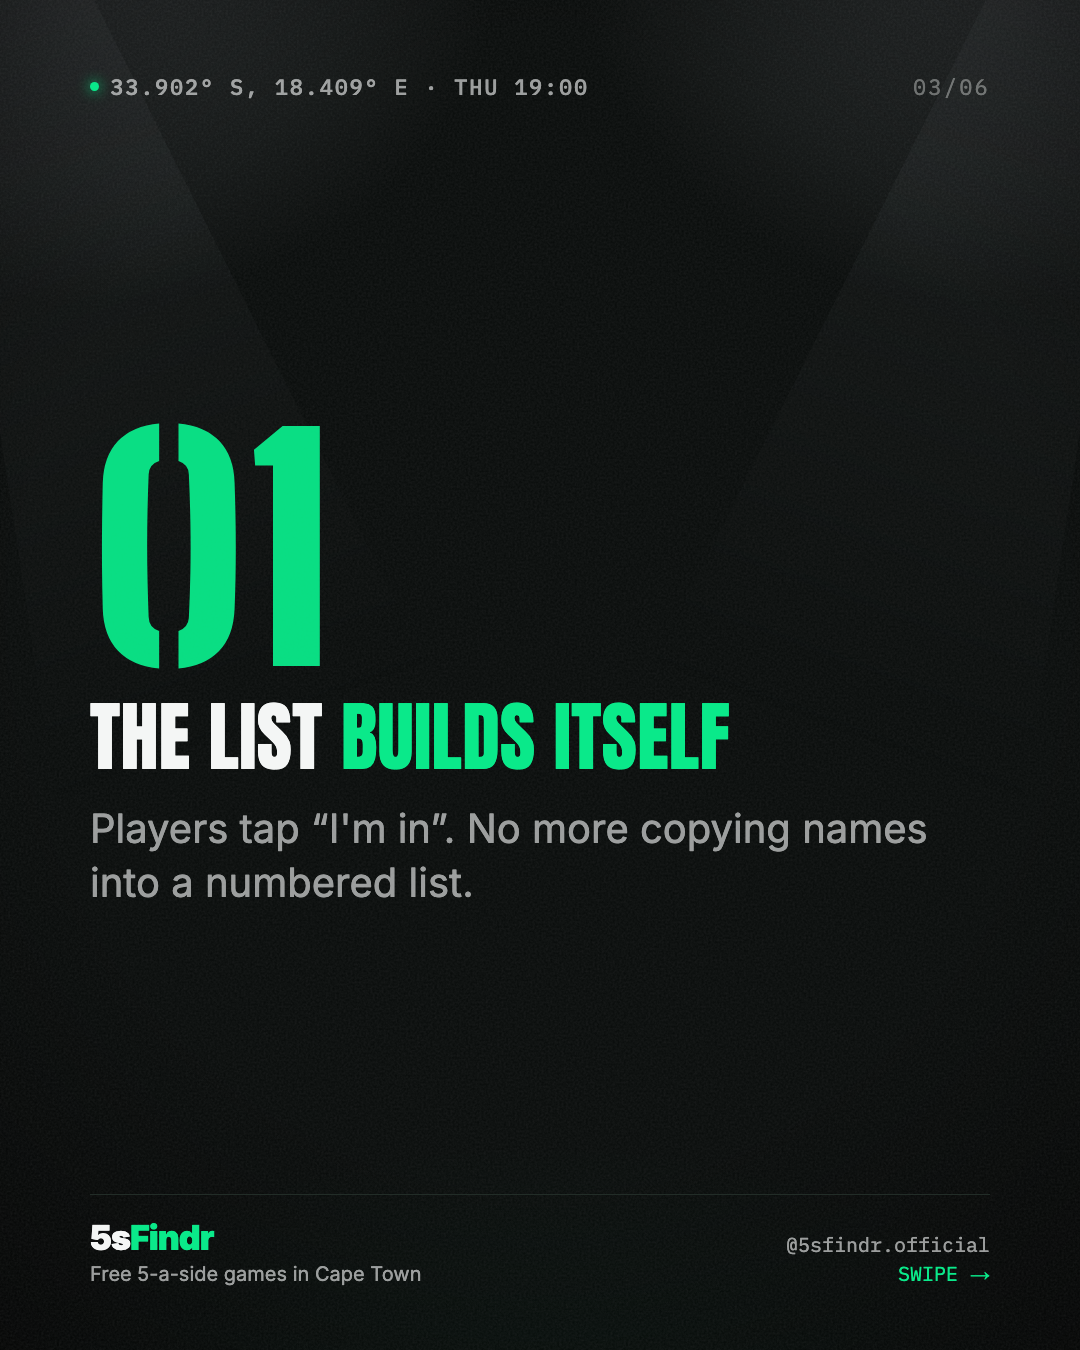 33.902° S, 18.409° E · THU 19:00
03/06
01
THE LIST BUILDS ITSELF
Players tap “I'm in”. No more copying names
into a numbered list.
5sFindr
Free 5-a-side games in Cape Town
@5sfindr.official
SWIPE →